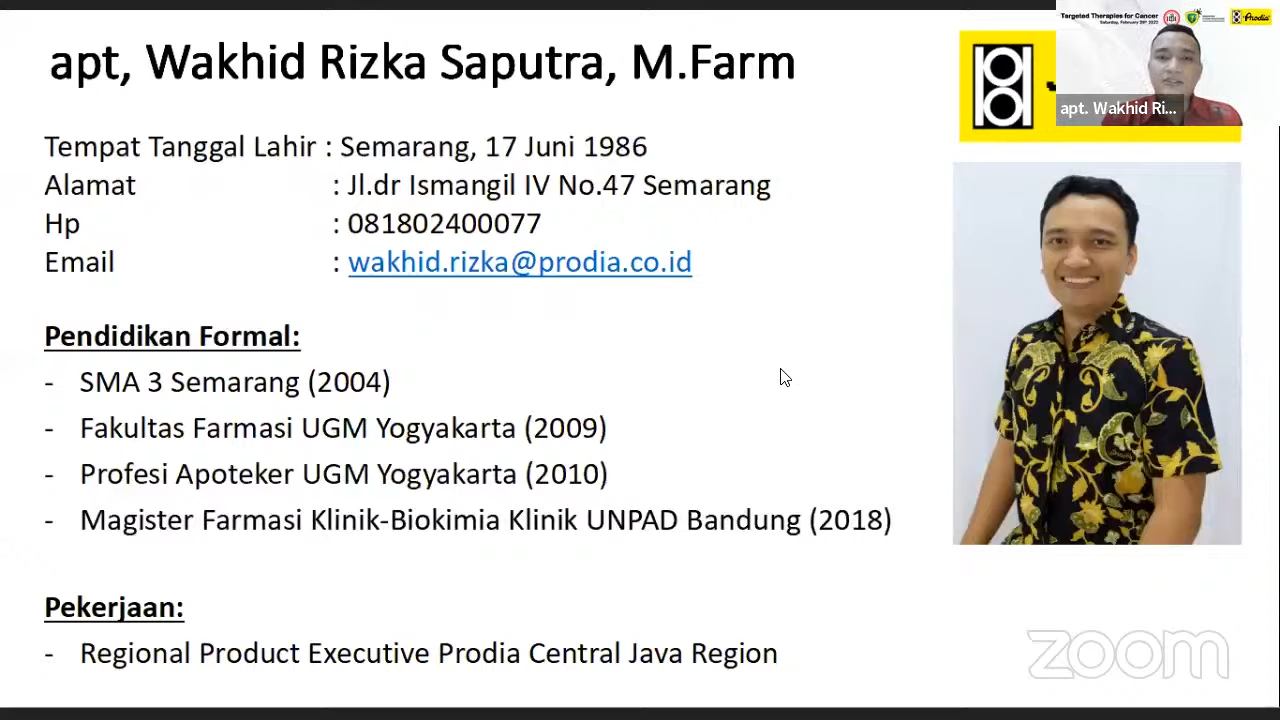 Targeted Therapies for Cancer
Prodia
apt, Wakhid Rizka Saputra, M.Farm
apt. Wakhid Ri...
Tempat Tanggal Lahir : Semarang, 17 Juni 1986
Alamat : Jl.dr Ismangil IV No.47 Semarang
Hp : 081802400077
Email : wakhid.rizka@prodia.co.id
Pendidikan Formal:
- SMA 3 Semarang (2004)
- Fakultas Farmasi UGM Yogyakarta (2009)
- Profesi Apoteker UGM Yogyakarta (2010)
- Magister Farmasi Klinik-Biokimia Klinik UNPAD Bandung (2018)
Pekerjaan:
- Regional Product Executive Prodia Central Java Region
zoom